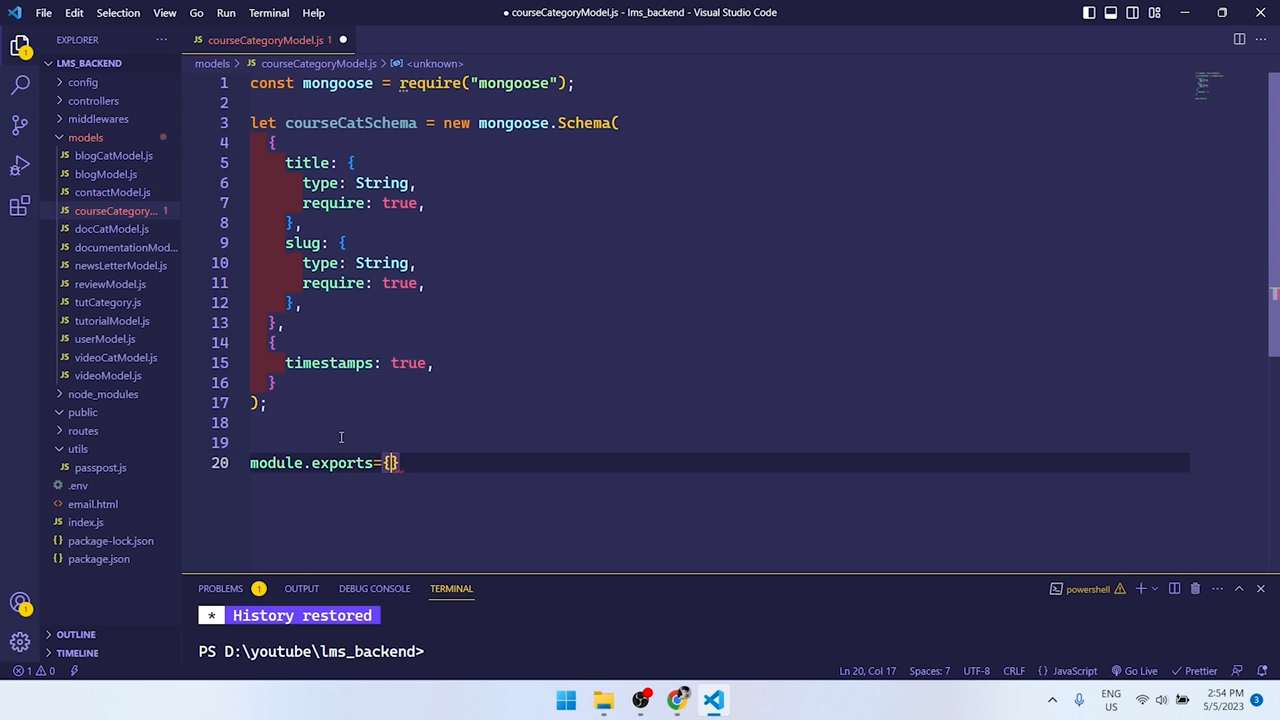 File Edit Selection View Go Run Terminal Help
courseCategoryModel.js - lms_backend - Visual Studio Code
EXPLORER
courseCategoryModel.js 1
LMS_BACKEND
models > courseCategoryModel.js > <unknown>
config
controllers
middlewares
models
blogCatModel.js
blogModel.js
contactModel.js
courseCategory... 1
docCatModel.js
documentationMod...
newsLetterModel.js
reviewModel.js
tutCategory.js
tutorialModel.js
userModel.js
videoCatModel.js
videoModel.js
node_modules
public
routes
utils
passpost.js
.env
email.html
index.js
package-lock.json
package.json
OUTLINE
TIMELINE
1 const mongoose = require("mongoose");
2
3 let courseCatSchema = new mongoose.Schema(
4 {
5 title: {
6 type: String,
7 require: true,
8 },
9 slug: {
10 type: String,
11 require: true,
12 },
13 },
14 {
15 timestamps: true,
16 }
17 );
18
19
20 module.exports={}
PROBLEMS 1 OUTPUT DEBUG CONSOLE TERMINAL
powershell
* History restored
PS D:\youtube\lms_backend>
1 0
Ln 20, Col 17 Spaces: 7 UTF-8 CRLF {} JavaScript Go Live Prettier
ENG
US
2:54 PM
5/5/2023
3